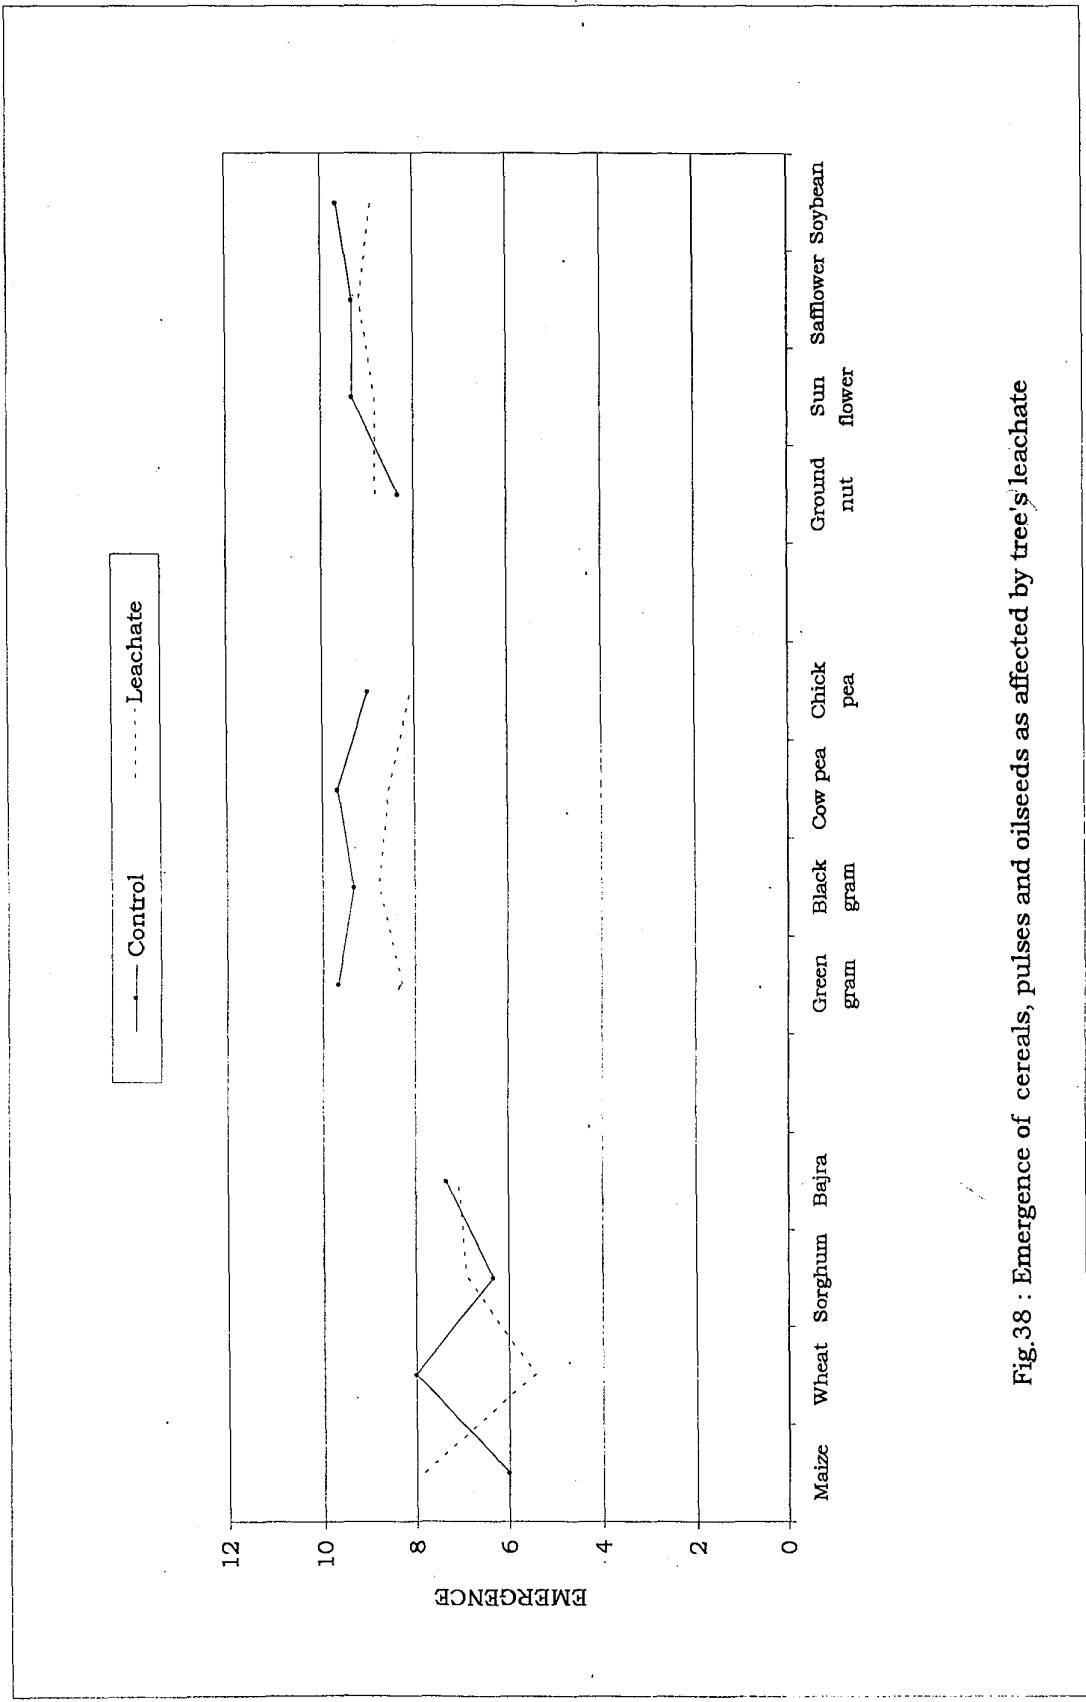 Control Leachate
12
10
8
6
4
2
0
EMERGENCE
Maize Wheat Sorghum Bajra Green Black Cow pea Chick Ground Sun Safflower Soybean
gram gram pea nut flower
Fig.38 : Emergence of cereals, pulses and oilseeds as affected by tree's leachate